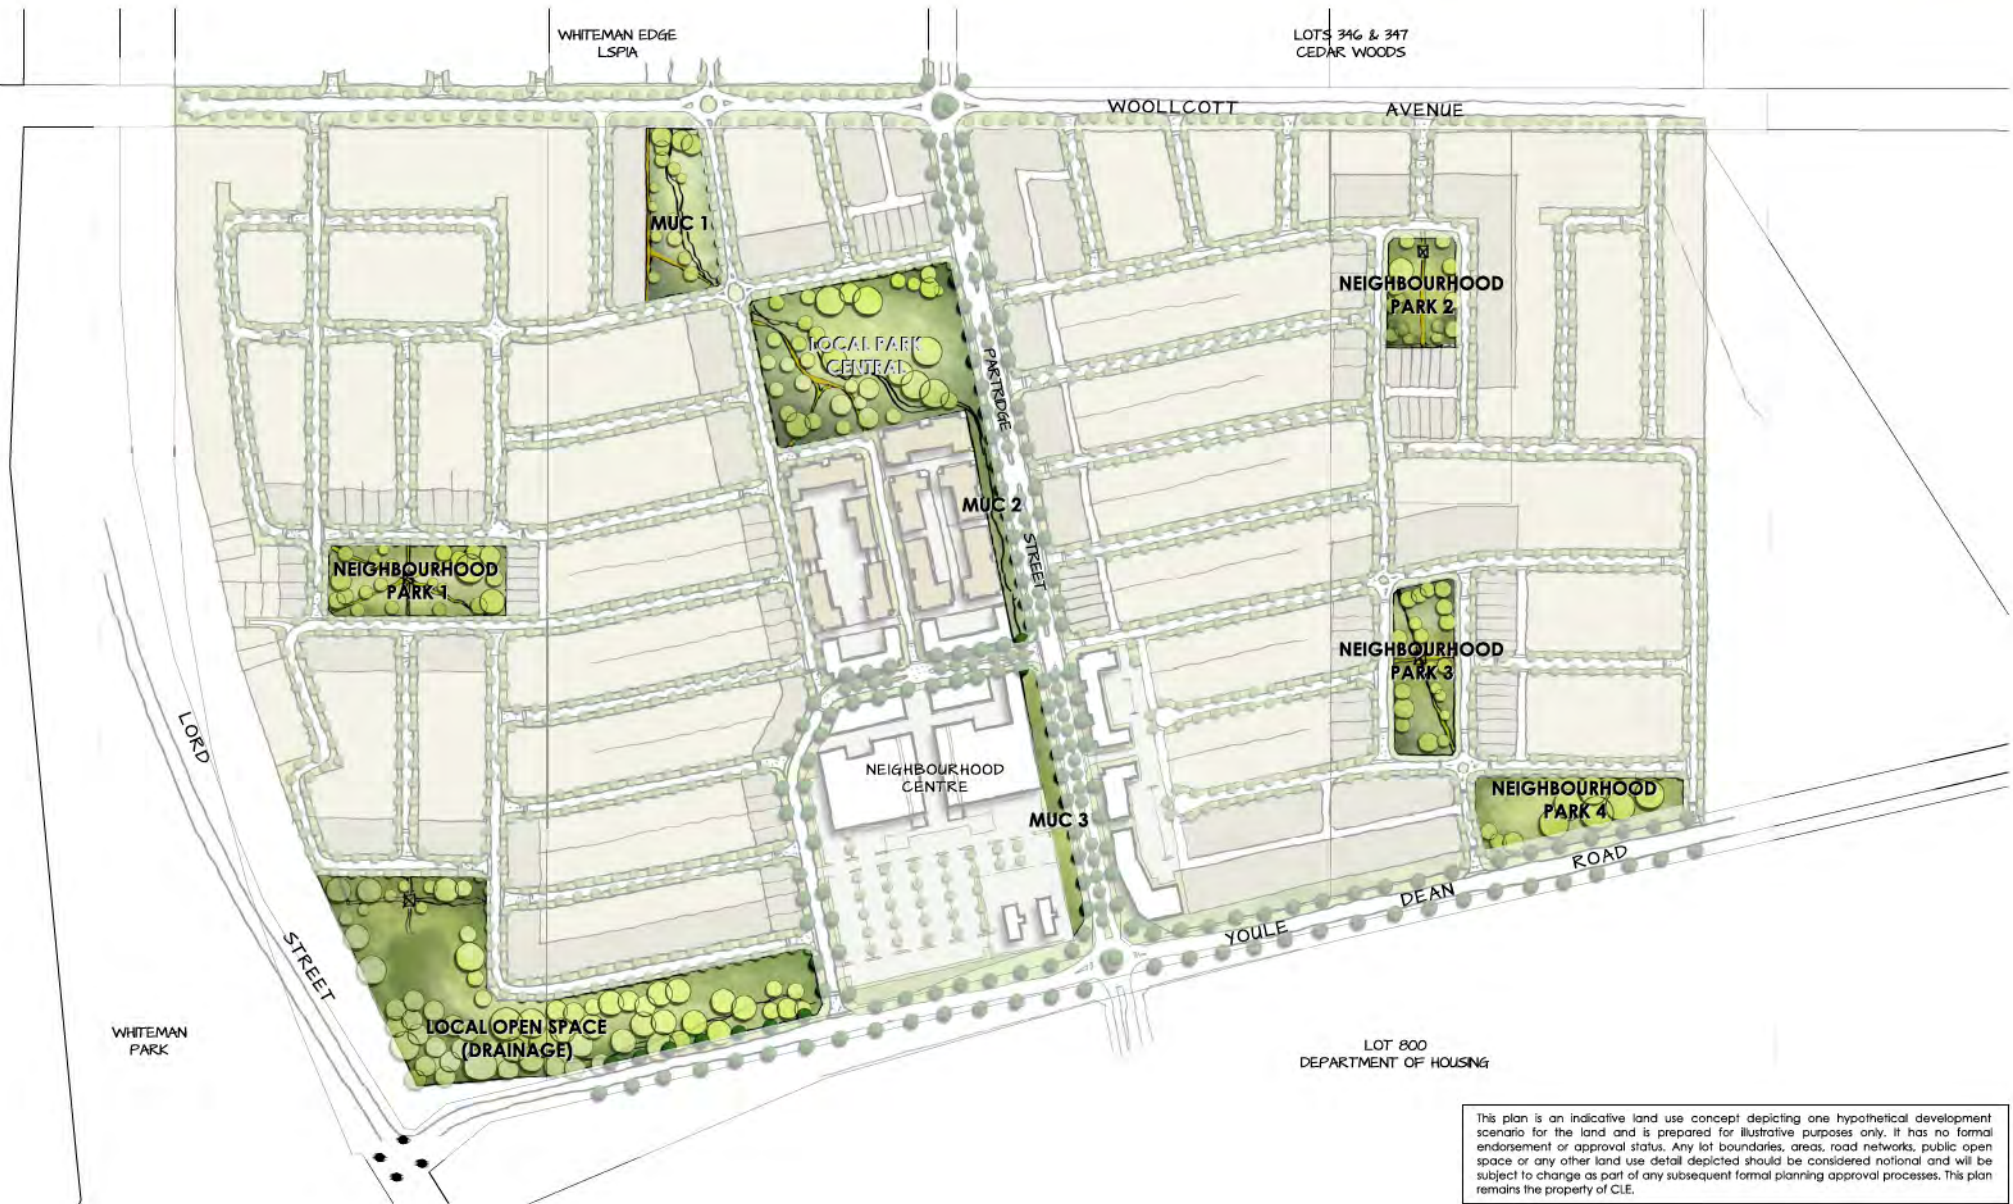 WHITEMAN EDGE
LSPIA
LOTS 346 & 347
CEDAR WOODS
WOOLLCOTT AVENUE
MUC 1
NEIGHBOURHOOD
PARK 2
LOCAL PARK
CENTRAL
PARTRIDGE STREET
MUC 2
NEIGHBOURHOOD
PARK 1
NEIGHBOURHOOD
PARK 3
LORD STREET
NEIGHBOURHOOD
CENTRE
MUC 3
NEIGHBOURHOOD
PARK 4
YOULE DEAN ROAD
LOCAL OPEN SPACE
(DRAINAGE)
WHITEMAN
PARK
LOT 800
DEPARTMENT OF HOUSING
This plan is an indicative land use concept depicting one hypothetical development
scenario for the land and is prepared for illustrative purposes only. It has no formal
endorsement or approval status. Any lot boundaries, areas, road networks, public open
space or any other land use detail depicted should be considered notional and will be
subject to change as part of any subsequent formal planning approval processes. This plan
remains the property of CLE.